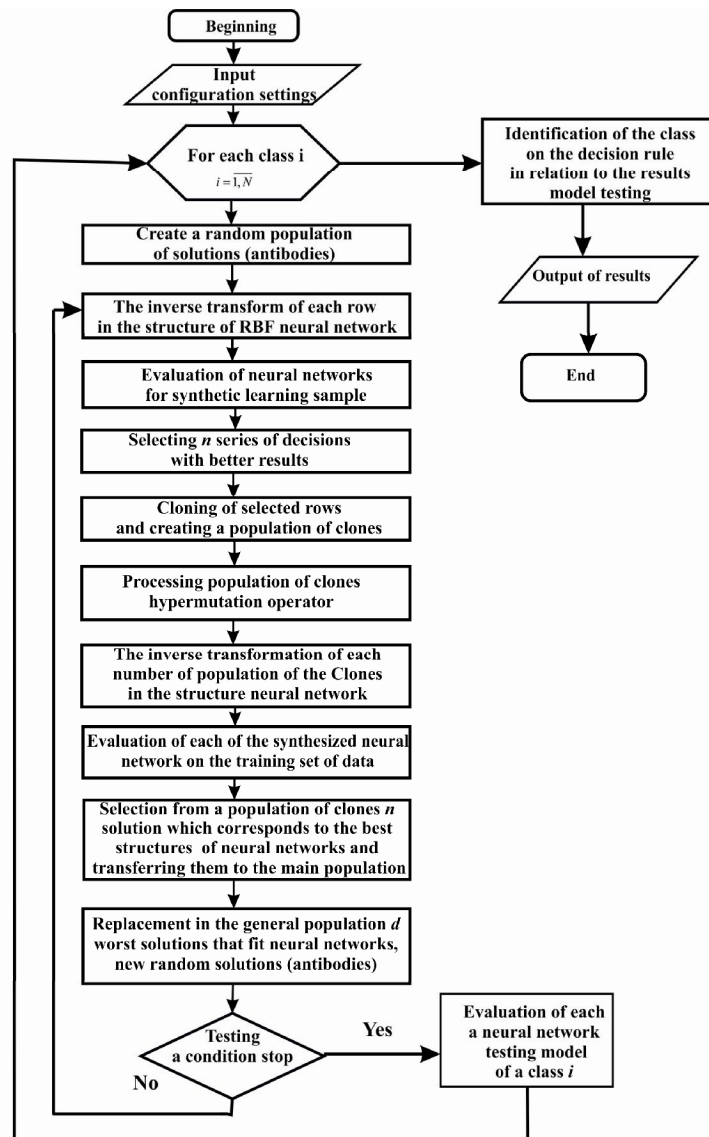 Beginning
Input
configuration settings
For each class i
i=1,N
Create a random population
of solutions (antibodies)
The inverse transform of each row
in the structure of RBF neural network
Evaluation of neural networks
for synthetic learning sample
Selecting n series of decisions
with better results
Cloning of selected rows
and creating a population of clones
Processing population of clones
hypermutation operator
The inverse transformation of each
number of population of the Clones
in the structure neural network
Evaluation of each of the synthesized neural
network on the training set of data
Selection from a population of clones n
solution which corresponds to the best
structures of neural networks and
transferring them to the main population
Replacement in the general population d
worst solutions that fit neural networks,
new random solutions (antibodies)
Testing
a condition stop
No
Yes
Evaluation of each
a neural network
testing model
of a class i
Identification of the class
on the decision rule
in relation to the results
model testing
Output of results
End